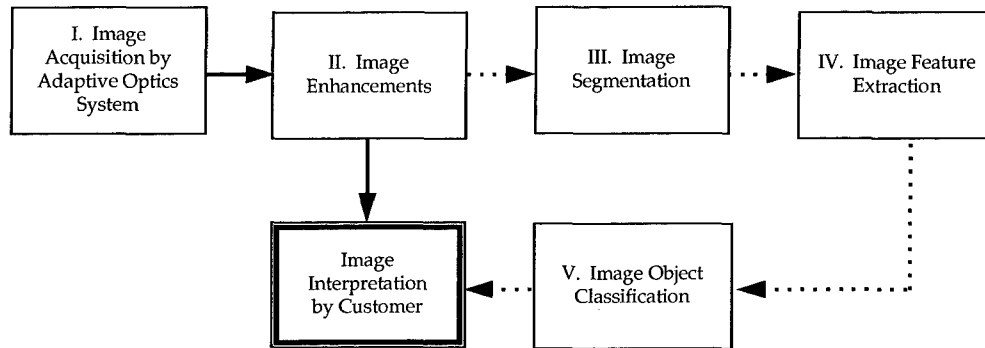 I. Image
Acquisition by
Adaptive Optics
System
II. Image
Enhancements
III. Image
Segmentation
IV. Image Feature
Extraction
Image
Interpretation
by Customer
V. Image Object
Classification